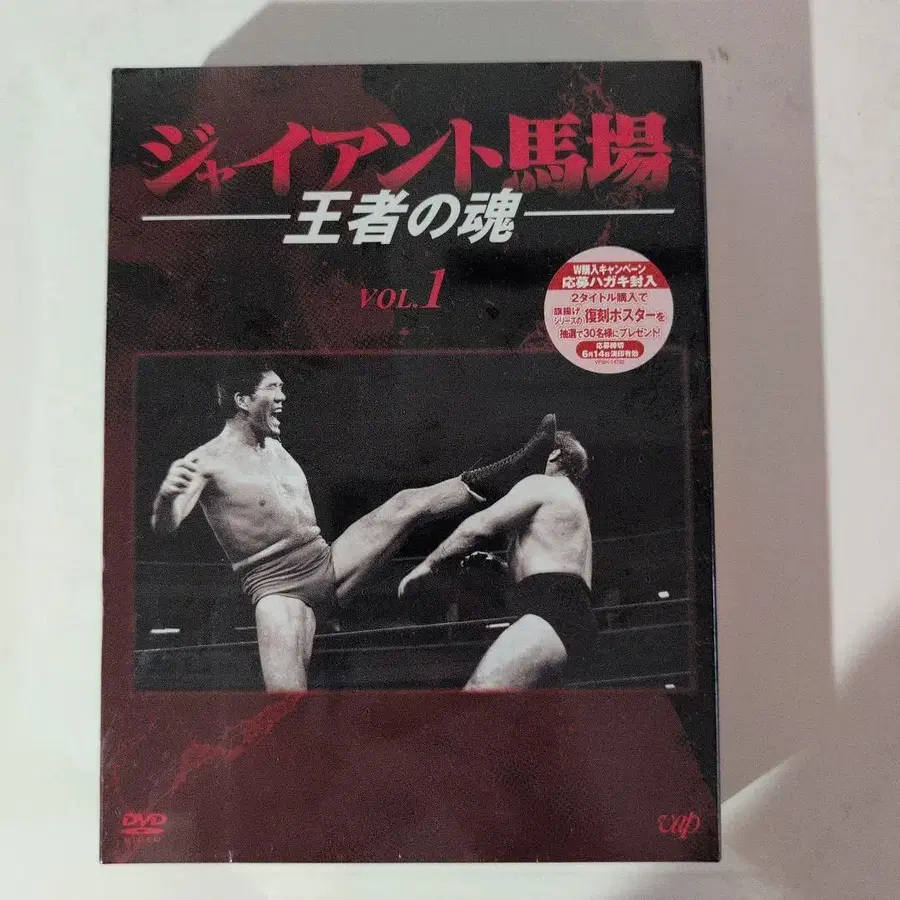 ジャイアント馬場
王者の魂
VOL.1
W購入キャンペーン
応募ハガキ封入
2タイトル購入で
旗揚げシリーズの復刻ポスターを
抽選で30名様にプレゼント!
応募締切
6月14日消印有効
DVD
VIDEO
vap